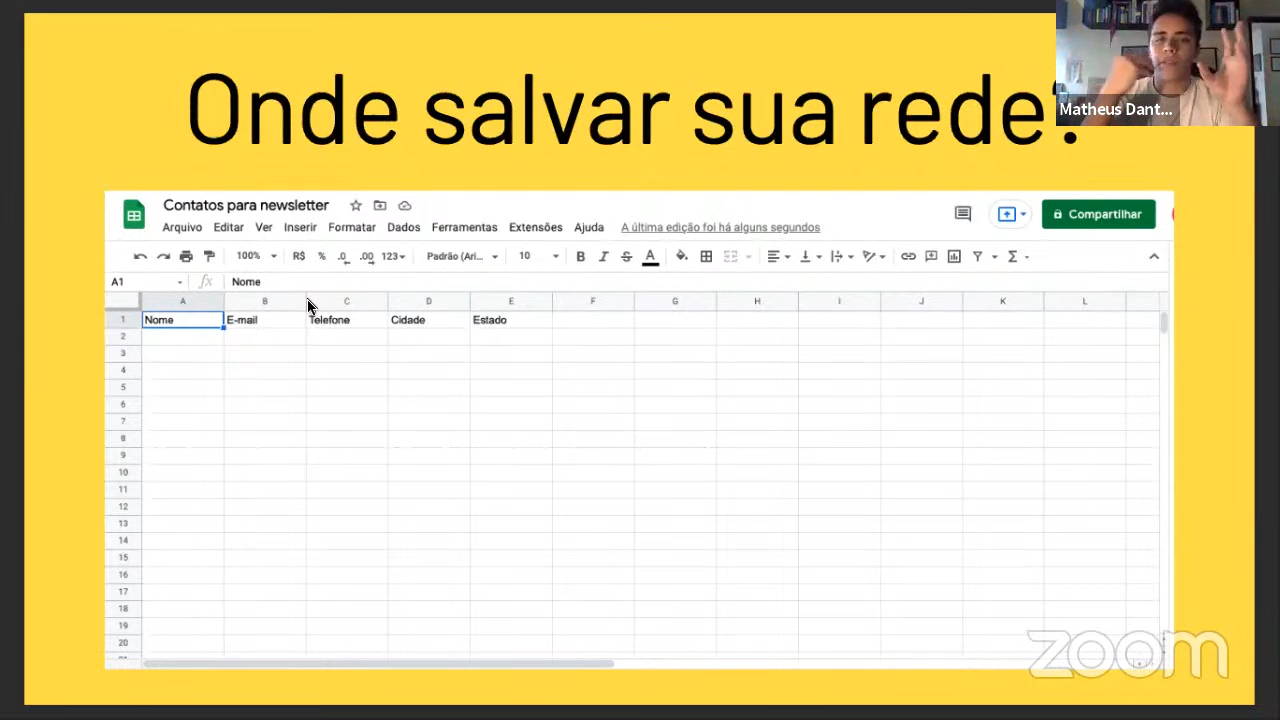 Onde salvar sua rede?
Matheus Dant...
Contatos para newsletter
Arquivo Editar Ver Inserir Formatar Dados Ferramentas Extensões Ajuda A última edição foi há alguns segundos
Compartilhar
100% R$ % .0 .00 123 Padrão (Ari... 10 B I S A Σ
A1 fx Nome
A B C D E F G H I J K L
1 Nome E-mail Telefone Cidade Estado
2
3
4
5
6
7
8
9
10
11
12
13
14
15
16
17
18
19
20
zoom